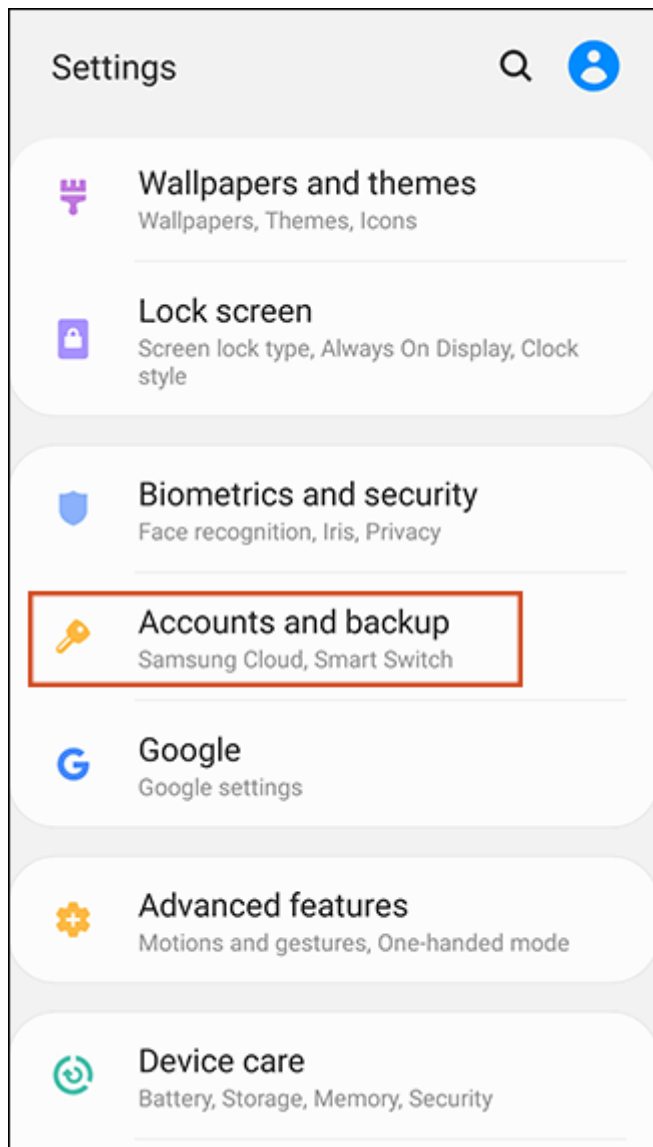 Settings
Wallpapers and themes
Wallpapers, Themes, Icons
Lock screen
Screen lock type, Always On Display, Clock
style
Biometrics and security
Face recognition, Iris, Privacy
Accounts and backup
Samsung Cloud, Smart Switch
Google
Google settings
Advanced features
Motions and gestures, One-handed mode
Device care
Battery, Storage, Memory, Security